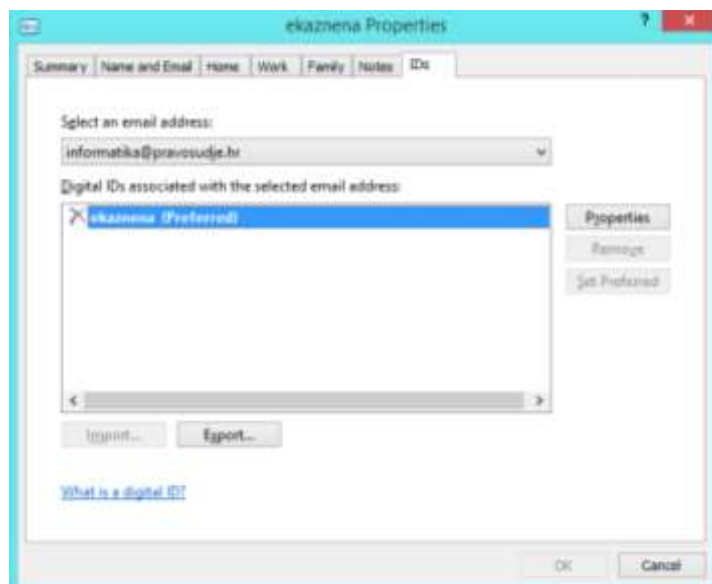 ekaznena Properties
?
Summary Name and Email Home Work Family Notes IDs
Select an email address:
informatika@pravosudje.hr
Digital IDs associated with the selected email address:
ekaznena (Preferred)
Properties
Remove
Set Preferred
Import... Export...
What is a digital ID?
OK Cancel